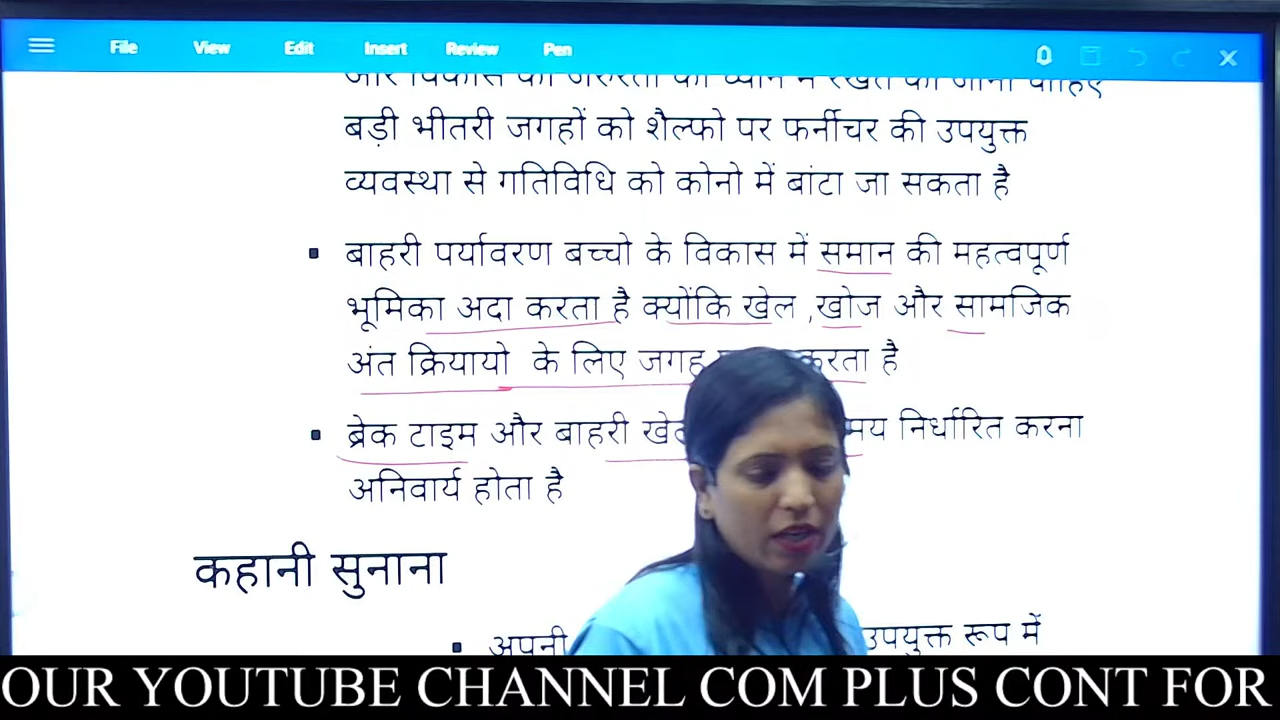 File View Edit Insert Review Pen
बड़ी भीतरी जगहों को शैल्फो पर फर्नीचर की उपयुक्त
व्यवस्था से गतिविधि को कोनो में बांटा जा सकता है
▪ बाहरी पर्यावरण बच्चो के विकास में समान की महत्वपूर्ण
भूमिका अदा करता है क्योंकि खेल ,खोज और सामजिक
अंत क्रियायो के लिए जगह करता है
▪ ब्रेक टाइम और बाहरी निर्धारित करना
अनिवार्य होता है
कहानी सुनाना
▪ अपनी उपयुक्त रूप में
OUR YOUTUBE CHANNEL COM PLUS CONT FOR